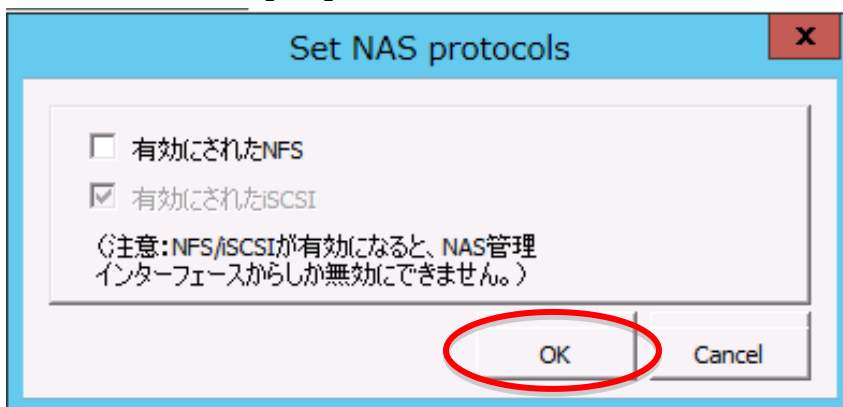 Set NAS protocols
x
有効にされたNFS
有効にされたiSCSI
(注意:NFS/iSCSIが有効になると、NAS管理
インターフェースからしか無効にできません。)
OK
Cancel